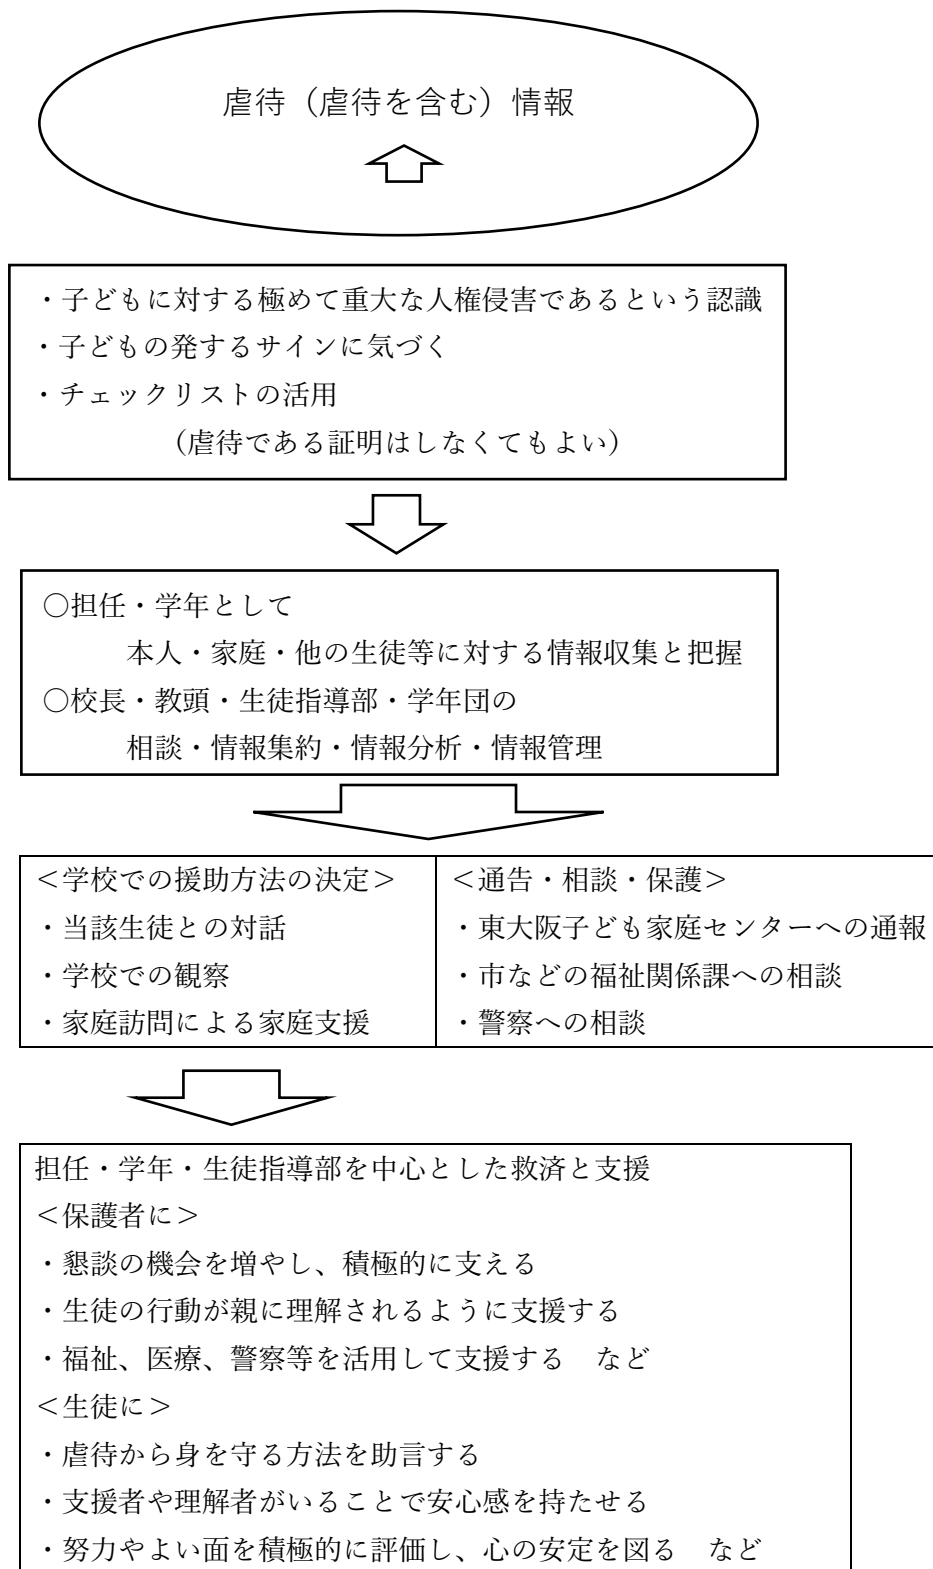 虐待（虐待を含む）情報
・子どもに対する極めて重大な人権侵害であるという認識
・子どもの発するサインに気づく
・チェックリストの活用
（虐待である証明はしなくてもよい）
○担任・学年として
本人・家庭・他の生徒等に対する情報収集と把握
○校長・教頭・生徒指導部・学年団の
相談・情報集約・情報分析・情報管理
＜学校での援助方法の決定＞
・当該生徒との対話
・学校での観察
・家庭訪問による家庭支援
＜通告・相談・保護＞
・東大阪子ども家庭センターへの通報
・市などの福祉関係課への相談
・警察への相談
担任・学年・生徒指導部を中心とした救済と支援
＜保護者に＞
・懇談の機会を増やし、積極的に支える
・生徒の行動が親に理解されるように支援する
・福祉、医療、警察等を活用して支援する　など
＜生徒に＞
・虐待から身を守る方法を助言する
・支援者や理解者がいることで安心感を持たせる
・努力やよい面を積極的に評価し、心の安定を図る　など